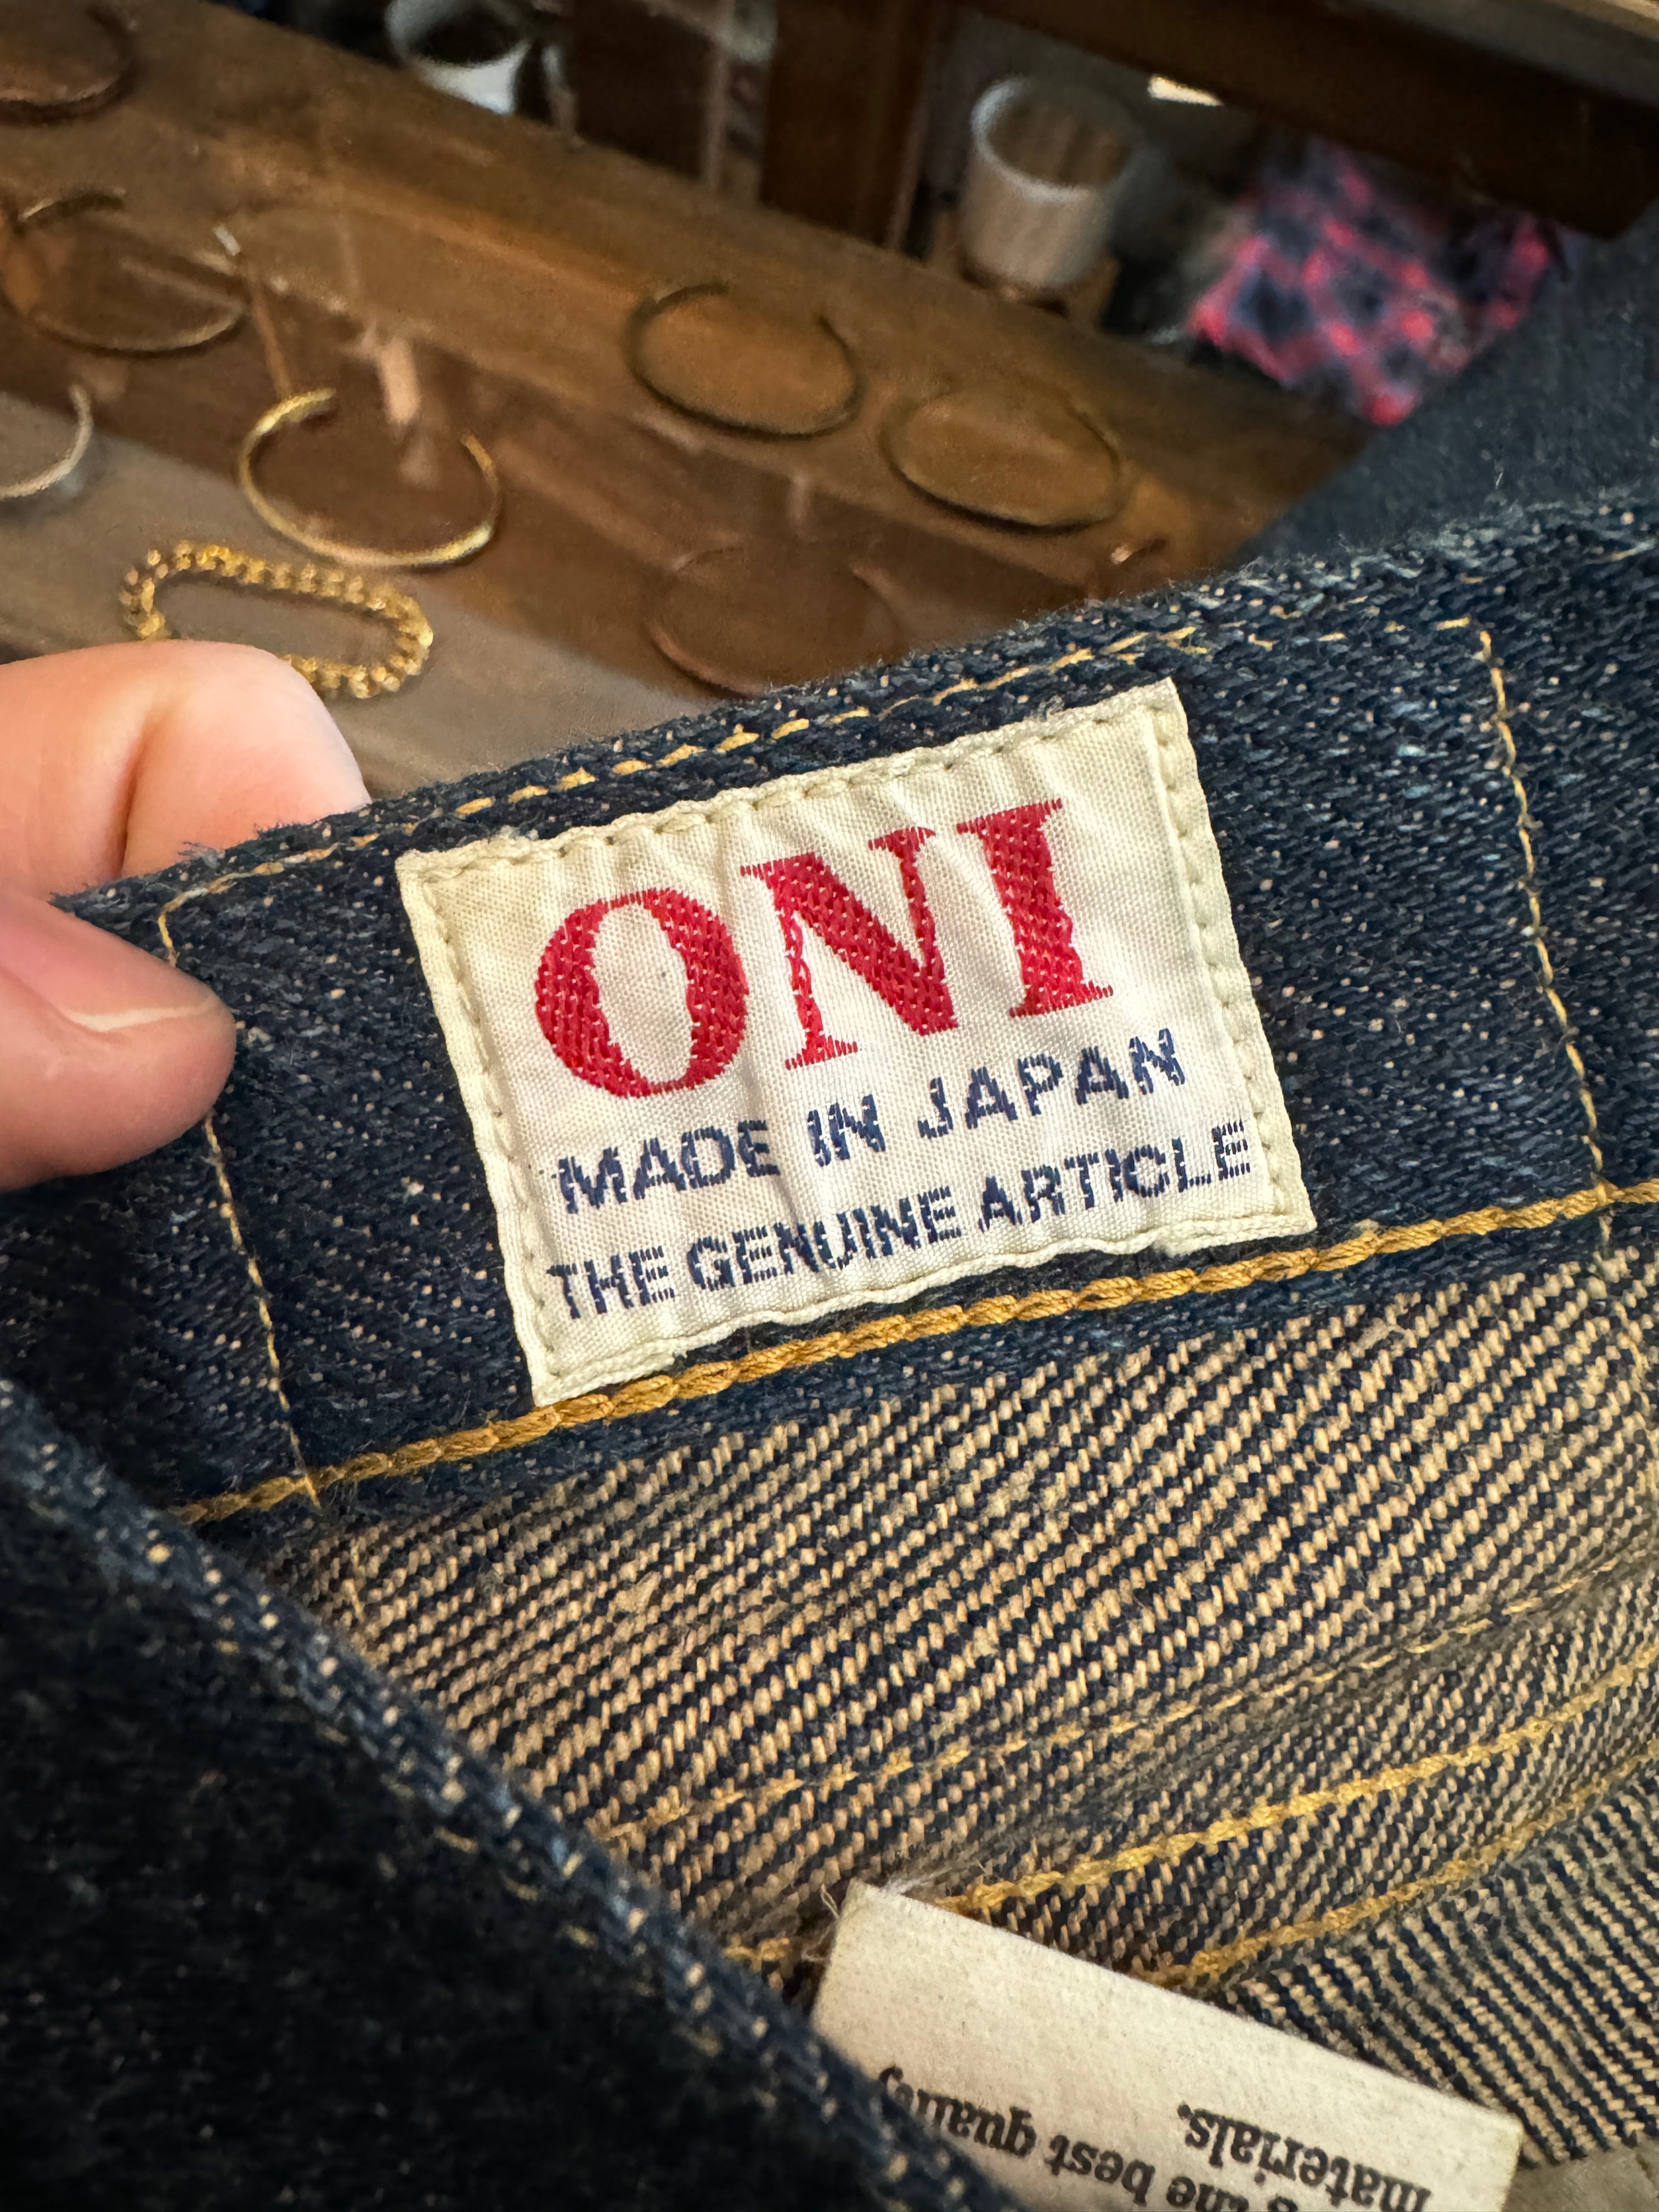 ONI
MADE IN JAPAN
THE GENUINE ARTICLE
the best quality
materials.